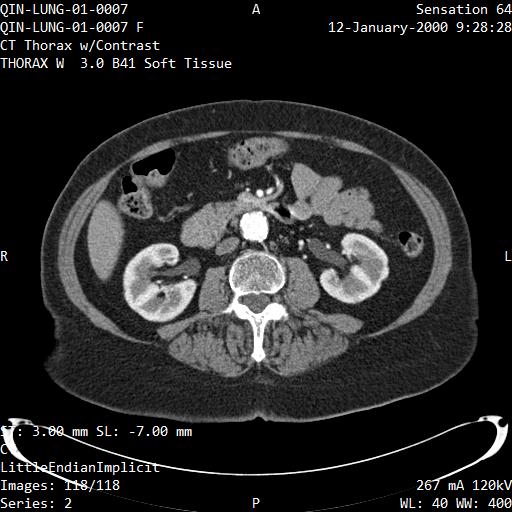 QIN-LUNG-01-0007
A
Sensation 64
QIN-LUNG-01-0007 F
12-January-2000 9:28:28
CT Thorax w/Contrast
THORAX W 3.0 B41 Soft Tissue
R
L
ST: 3.00 mm SL: -7.00 mm
LittleEndianImplicit
Images: 118/118
267 mA 120kV
Series: 2
P
WL: 40 WW: 400